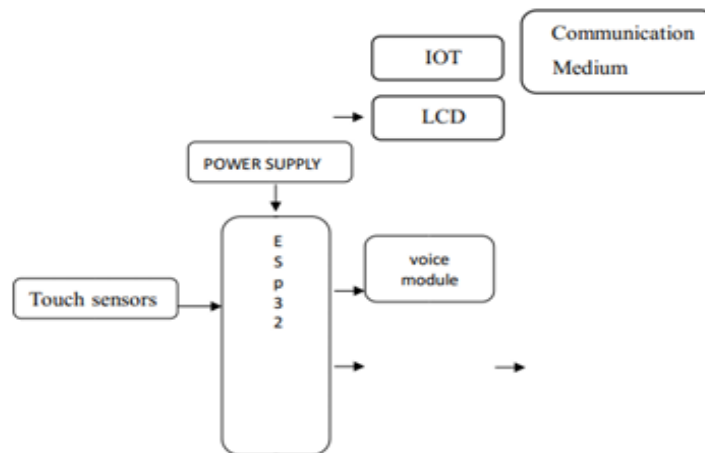 Communication
Medium
IOT
LCD
POWER SUPPLY
E
S
p
3
2
voice
module
Touch sensors